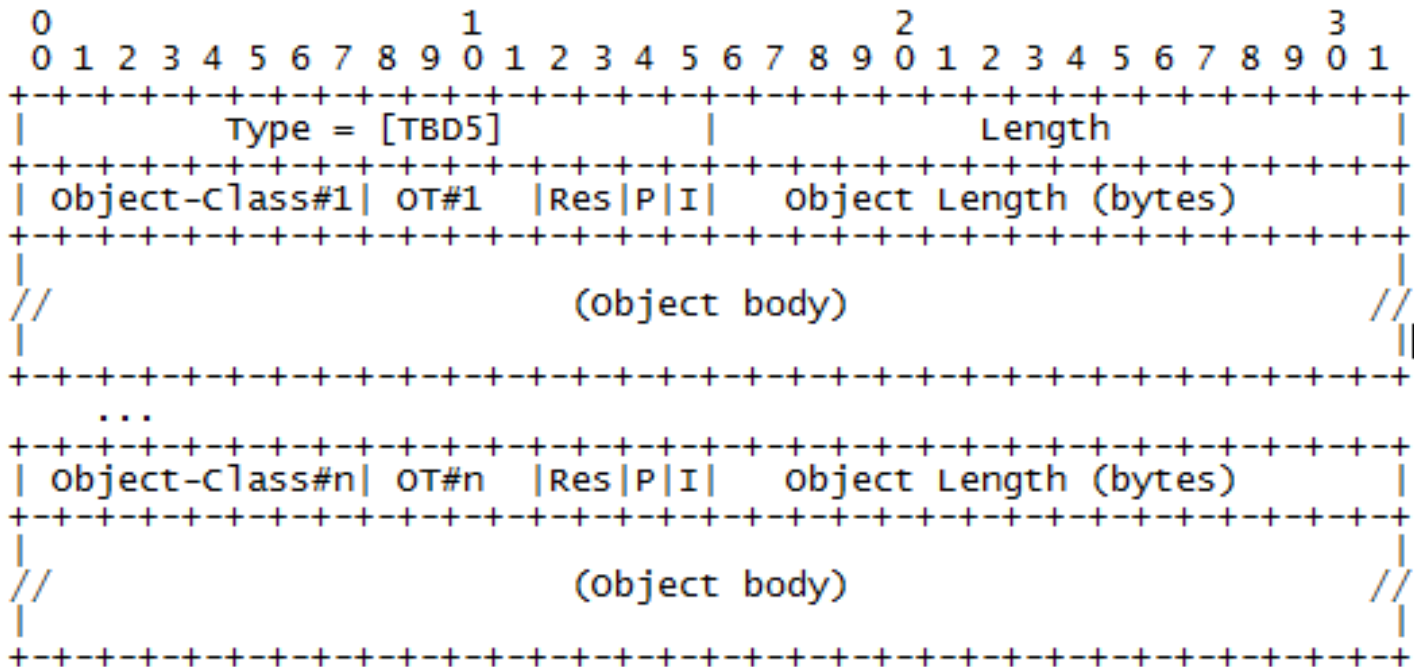 0                   1                   2                   3
 0 1 2 3 4 5 6 7 8 9 0 1 2 3 4 5 6 7 8 9 0 1 2 3 4 5 6 7 8 9 0 1
+-+-+-+-+-+-+-+-+-+-+-+-+-+-+-+-+-+-+-+-+-+-+-+-+-+-+-+-+-+-+-+-+
|         Type = [TBD5]         |            Length             |
+-+-+-+-+-+-+-+-+-+-+-+-+-+-+-+-+-+-+-+-+-+-+-+-+-+-+-+-+-+-+-+-+
| Object-Class#1| OT#1  |Res|P|I|   Object Length (bytes)       |
+-+-+-+-+-+-+-+-+-+-+-+-+-+-+-+-+-+-+-+-+-+-+-+-+-+-+-+-+-+-+-+-+
|                                                               |
//                        (Object body)                        //
|                                                               |
+-+-+-+-+-+-+-+-+-+-+-+-+-+-+-+-+-+-+-+-+-+-+-+-+-+-+-+-+-+-+-+-+
    ...
+-+-+-+-+-+-+-+-+-+-+-+-+-+-+-+-+-+-+-+-+-+-+-+-+-+-+-+-+-+-+-+-+
| Object-Class#n| OT#n  |Res|P|I|   Object Length (bytes)       |
+-+-+-+-+-+-+-+-+-+-+-+-+-+-+-+-+-+-+-+-+-+-+-+-+-+-+-+-+-+-+-+-+
|                                                               |
//                        (Object body)                        //
|                                                               |
+-+-+-+-+-+-+-+-+-+-+-+-+-+-+-+-+-+-+-+-+-+-+-+-+-+-+-+-+-+-+-+-+